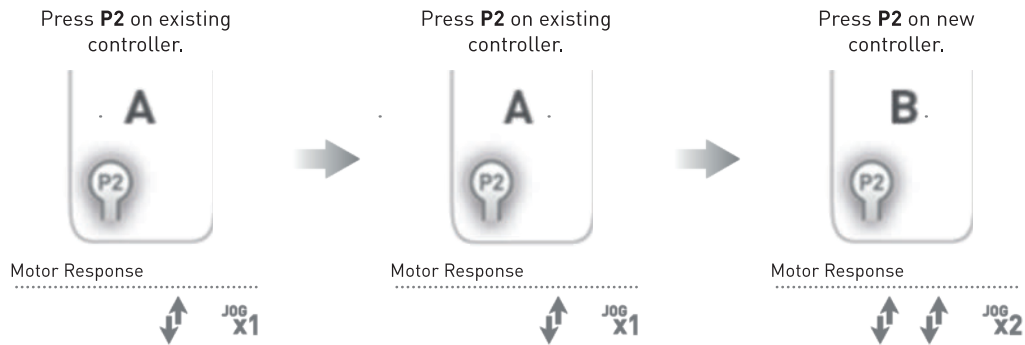 Press P2 on existing
controller.
A
P2
Motor Response
JOG
x1
Press P2 on existing
controller.
A
P2
Motor Response
JOG
x1
Press P2 on new
controller.
B
P2
Motor Response
JOG
x2